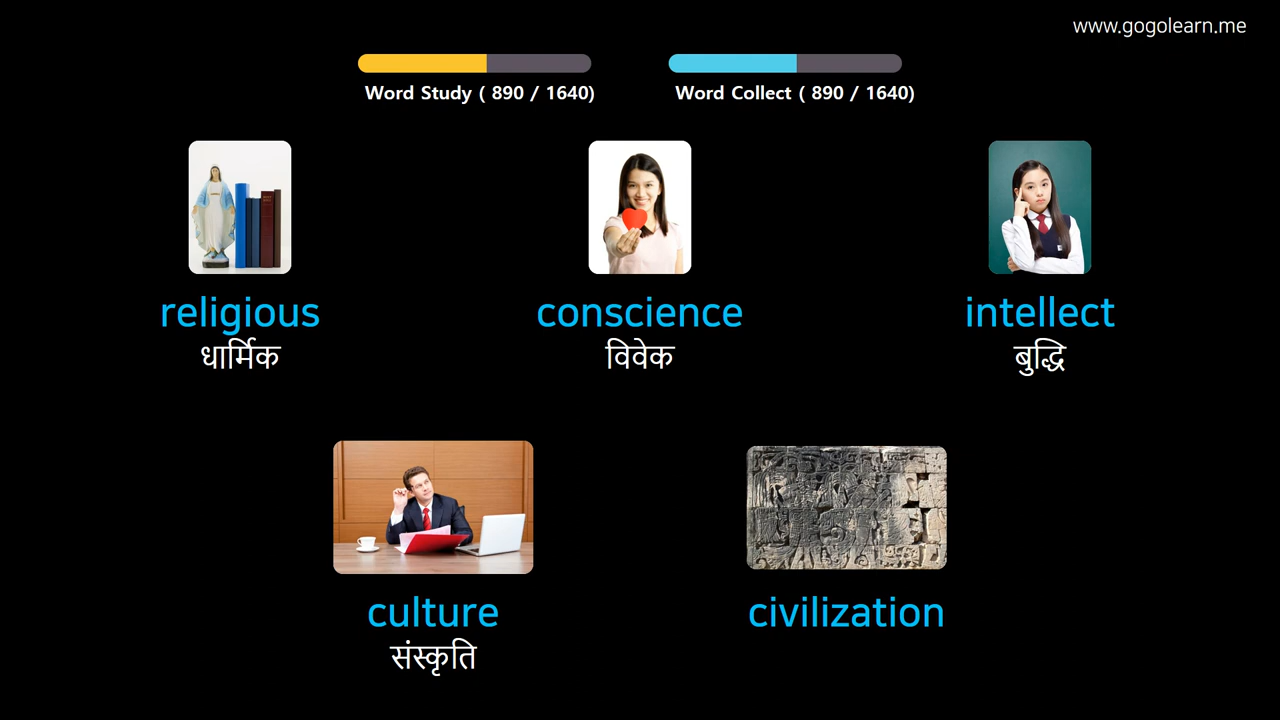 www.gogolearn.me
Word Study ( 890 / 1640)
Word Collect ( 890 / 1640)
religious
धार्मिक
conscience
विवेक
intellect
बुद्धि
culture
संस्कृति
civilization